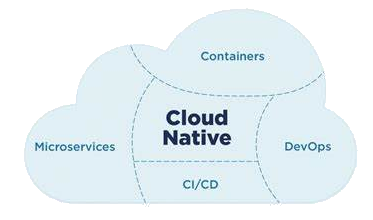 Containers
Cloud
Native
Microservices
DevOps
CI/CD